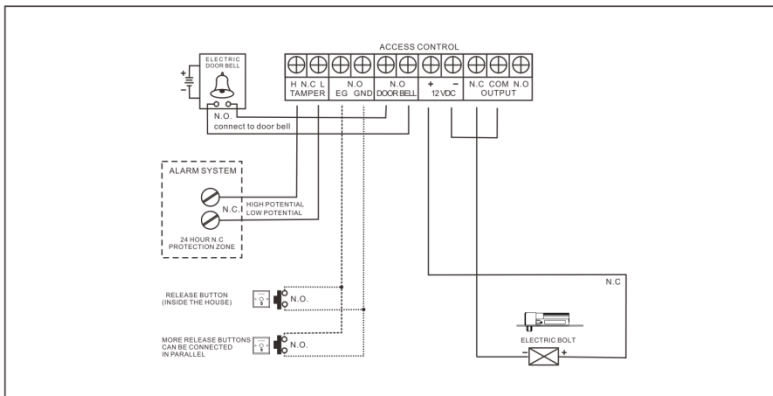 ACCESS CONTROL
ELECTRIC
DOOR BELL
+
−
H N.C L
TAMPER
N.O
EG GND
N.O
DOOR BELL
+ −
12 VDC
N.C COM N.O
OUTPUT
N.O.
connect to door bell
ALARM SYSTEM
N.C.
HIGH POTENTIAL
LOW POTENTIAL
24 HOUR N.C
PROTECTION ZONE
RELEASE BUTTON
(INSIDE THE HOUSE)
N.O.
MORE RELEASE BUTTONS
CAN BE CONNECTED
IN PARALLEL
N.O.
N.C
ELECTRIC BOLT
− +